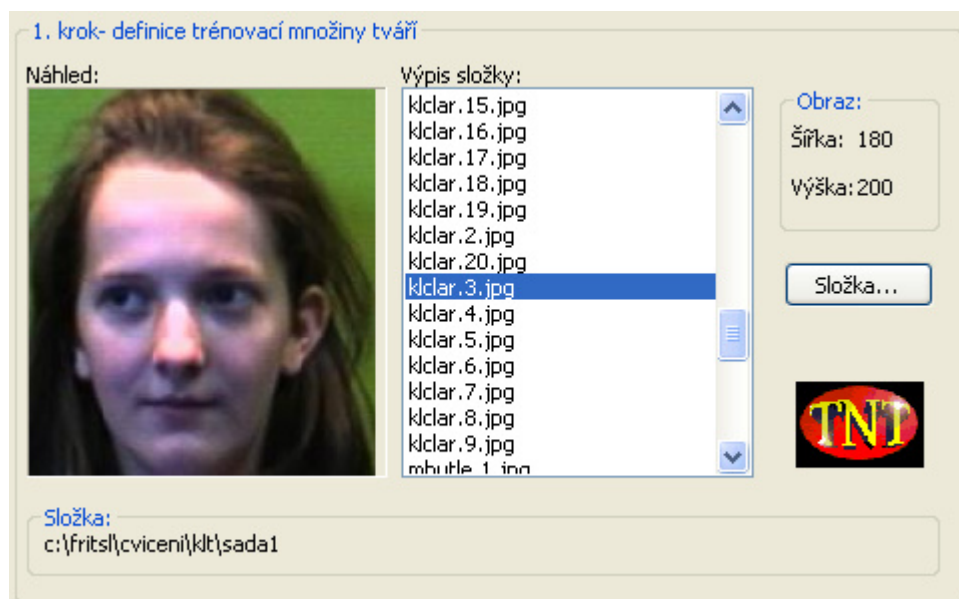 1. krok- definice trénovací množiny tváří
Náhled:
Výpis složky:
klclar.15.jpg
klclar.16.jpg
klclar.17.jpg
klclar.18.jpg
klclar.19.jpg
klclar.2.jpg
klclar.20.jpg
klclar.3.jpg
klclar.4.jpg
klclar.5.jpg
klclar.6.jpg
klclar.7.jpg
klclar.8.jpg
klclar.9.jpg
mbutle.1.jpg
Obraz:
Šířka: 180
Výška:200
Složka...
TNT
Složka:
c:\fritsl\cviceni\klt\sada1